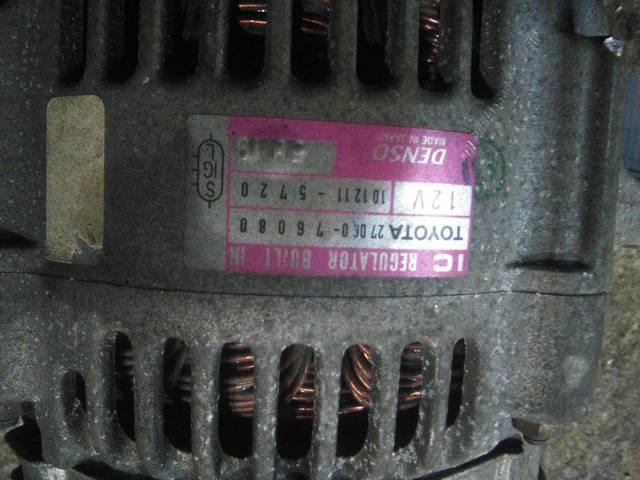 IC REGULATOR BUILT IN
TOYOTA 27060-76080
12V 101211-5720
DENSO
MADE IN JAPAN
S
IG
L